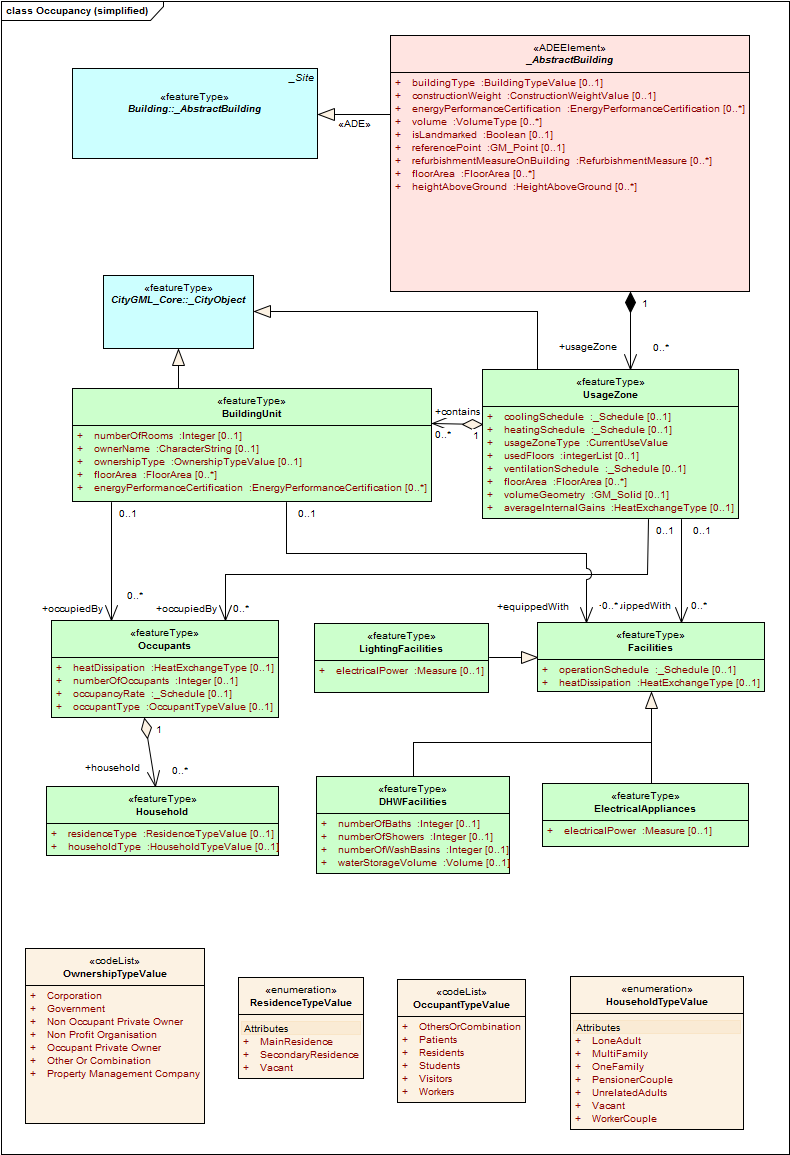 class Occupancy (simplified)
_Site
«featureType»
Building::_AbstractBuilding
«ADE»
«ADEElement»
_AbstractBuilding
+ buildingType :BuildingTypeValue [0..1]
+ constructionWeight :ConstructionWeightValue [0..1]
+ energyPerformanceCertification :EnergyPerformanceCertification [0..*]
+ volume :VolumeType [0..*]
+ isLandmarked :Boolean [0..1]
+ referencePoint :GM_Point [0..1]
+ refurbishmentMeasureOnBuilding :RefurbishmentMeasure [0..*]
+ floorArea :FloorArea [0..*]
+ heightAboveGround :HeightAboveGround [0..*]
«featureType»
CityGML_Core::_CityObject
1
+usageZone
0..*
«featureType»
BuildingUnit
+ numberOfRooms :Integer [0..1]
+ ownerName :CharacterString [0..1]
+ ownershipType :OwnershipTypeValue [0..1]
+ floorArea :FloorArea [0..*]
+ energyPerformanceCertification :EnergyPerformanceCertification [0..*]
+contains
0..*
1
«featureType»
UsageZone
+ coolingSchedule :_Schedule [0..1]
+ heatingSchedule :_Schedule [0..1]
+ usageZoneType :CurrentUseValue
+ usedFloors :integerList [0..1]
+ ventilationSchedule :_Schedule [0..1]
+ floorArea :FloorArea [0..*]
+ volumeGeometry :GM_Solid [0..1]
+ averageInternalGains :HeatExchangeType [0..1]
0..1
0..1
0..1
0..1
0..*
+occupiedBy
+occupiedBy
0..*
+equippedWith
0..*
uippedWith
0..*
«featureType»
Occupants
+ heatDissipation :HeatExchangeType [0..1]
+ numberOfOccupants :Integer [0..1]
+ occupancyRate :_Schedule [0..1]
+ occupantType :OccupantTypeValue [0..1]
«featureType»
LightingFacilities
+ electricalPower :Measure [0..1]
«featureType»
Facilities
+ operationSchedule :_Schedule [0..1]
+ heatDissipation :HeatExchangeType [0..1]
1
+household
0..*
«featureType»
Household
+ residenceType :ResidenceTypeValue [0..1]
+ householdType :HouseholdTypeValue [0..1]
«featureType»
DHWFacilities
+ numberOfBaths :Integer [0..1]
+ numberOfShowers :Integer [0..1]
+ numberOfWashBasins :Integer [0..1]
+ waterStorageVolume :Volume [0..1]
«featureType»
ElectricalAppliances
+ electricalPower :Measure [0..1]
«codeList»
OwnershipTypeValue
+ Corporation
+ Government
+ Non Occupant Private Owner
+ Non Profit Organisation
+ Occupant Private Owner
+ Other Or Combination
+ Property Management Company
«enumeration»
ResidenceTypeValue
Attributes
+ MainResidence
+ SecondaryResidence
+ Vacant
«codeList»
OccupantTypeValue
+ OthersOrCombination
+ Patients
+ Residents
+ Students
+ Visitors
+ Workers
«enumeration»
HouseholdTypeValue
Attributes
+ LoneAdult
+ MultiFamily
+ OneFamily
+ PensionerCouple
+ UnrelatedAdults
+ Vacant
+ WorkerCouple